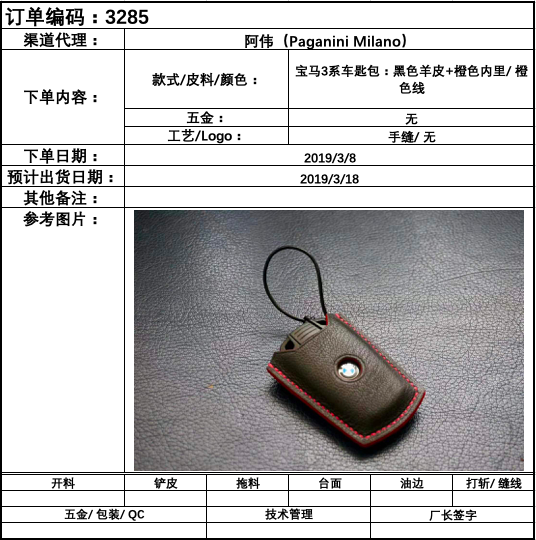 订单编码：3285
渠道代理： 阿伟（Paganini Milano）
下单内容： 款式/皮料/颜色： 宝马3系车匙包：黑色羊皮+橙色内里/ 橙
色线
五金： 无
工艺/Logo： 手缝/ 无
下单日期： 2019/3/8
预计出货日期： 2019/3/18
其他备注：
参考图片：
开料 铲皮 拖料 台面 油边 打斩/ 缝线
五金/ 包装/ QC 技术管理 厂长签字